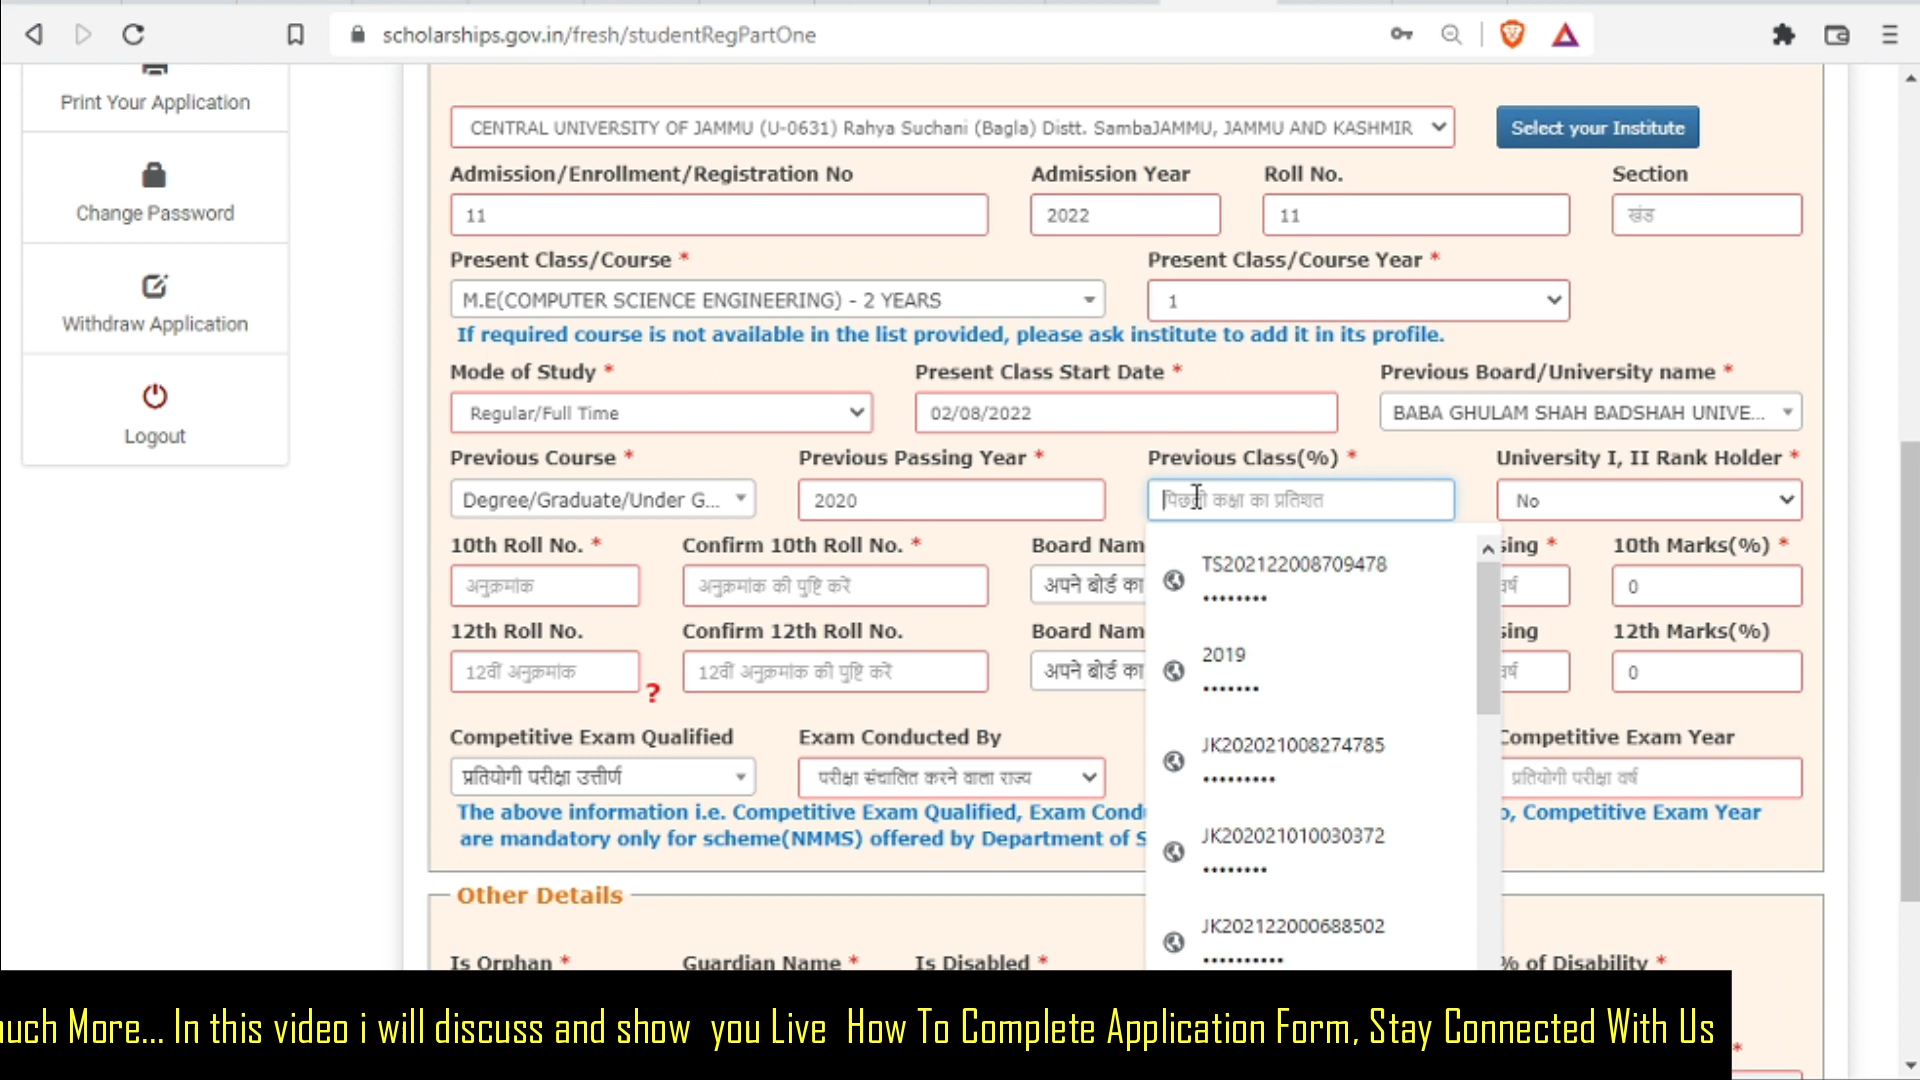 scholarships.gov.in/fresh/studentRegPartOne
Print Your Application
Change Password
Withdraw Application
Logout
CENTRAL UNIVERSITY OF JAMMU (U-0631) Rahya Suchani (Bagla) Distt. SambaJAMMU, JAMMU AND KASHMIR
Select your Institute
Admission/Enrollment/Registration No Admission Year Roll No. Section
11 2022 11 खंड
Present Class/Course * Present Class/Course Year *
M.E(COMPUTER SCIENCE ENGINEERING) - 2 YEARS 1
If required course is not available in the list provided, please ask institute to add it in its profile.
Mode of Study * Present Class Start Date * Previous Board/University name *
Regular/Full Time 02/08/2022 BABA GHULAM SHAH BADSHAH UNIVE...
Previous Course * Previous Passing Year * Previous Class(%) * University I, II Rank Holder *
Degree/Graduate/Under G... 2020 पिछली कक्षा का प्रतिशत No
10th Roll No. * Confirm 10th Roll No. * Board Nam sing * 10th Marks(%) *
अनुक्रमांक अनुक्रमांक की पुष्टि करें अपने बोर्ड का र्ष 0
12th Roll No. Confirm 12th Roll No. Board Nam sing 12th Marks(%)
12वीं अनुक्रमांक ? 12वीं अनुक्रमांक की पुष्टि करें अपने बोर्ड का र्ष 0
TS202122008709478
••••••••
2019
•••••••
JK202021008274785
•••••••••
JK202021010030372
••••••••
JK202122000688502
••••••••••
Competitive Exam Qualified Exam Conducted By Competitive Exam Year
प्रतियोगी परीक्षा उत्तीर्ण परीक्षा संचालित करने वाला राज्य प्रतियोगी परीक्षा वर्ष
The above information i.e. Competitive Exam Qualified, Exam Cond o, Competitive Exam Year
are mandatory only for scheme(NMMS) offered by Department of S
Other Details
Is Orphan * Guardian Name * Is Disabled * % of Disability *
much More... In this video i will discuss and show you Live How To Complete Application Form, Stay Connected With Us
*